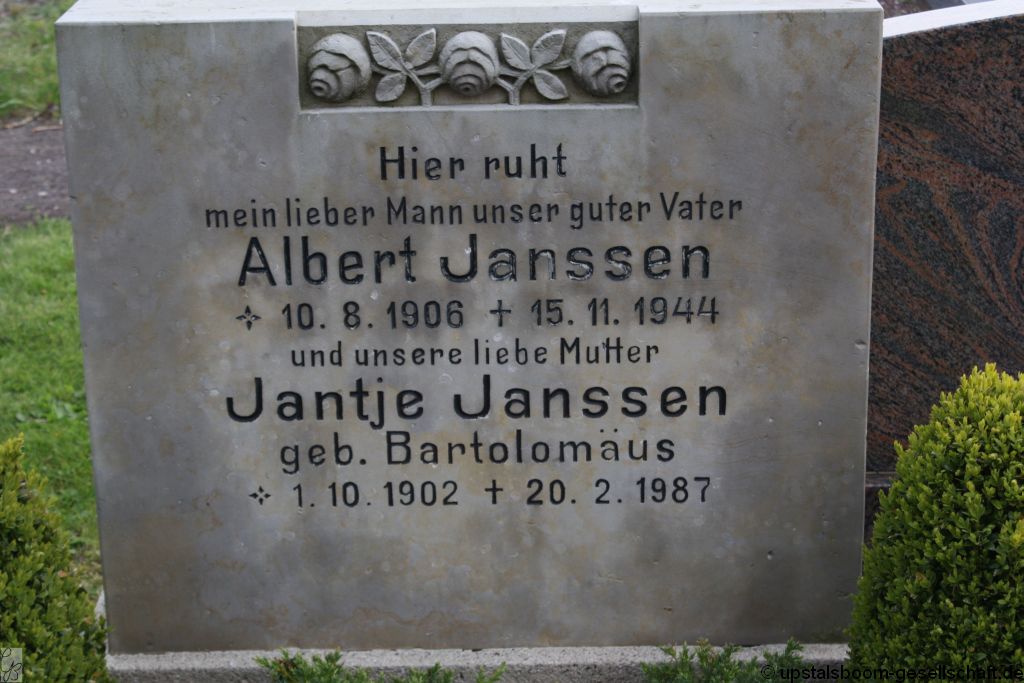 Hier ruht
mein lieber Mann unser guter Vater
Albert Janssen
10. 8. 1906 + 15. 11. 1944
und unsere liebe Mutter
Jantje Janssen
geb. Bartolomäus
1. 10. 1902 + 20. 2. 1987
© upstalsboom-gesellschaft.de